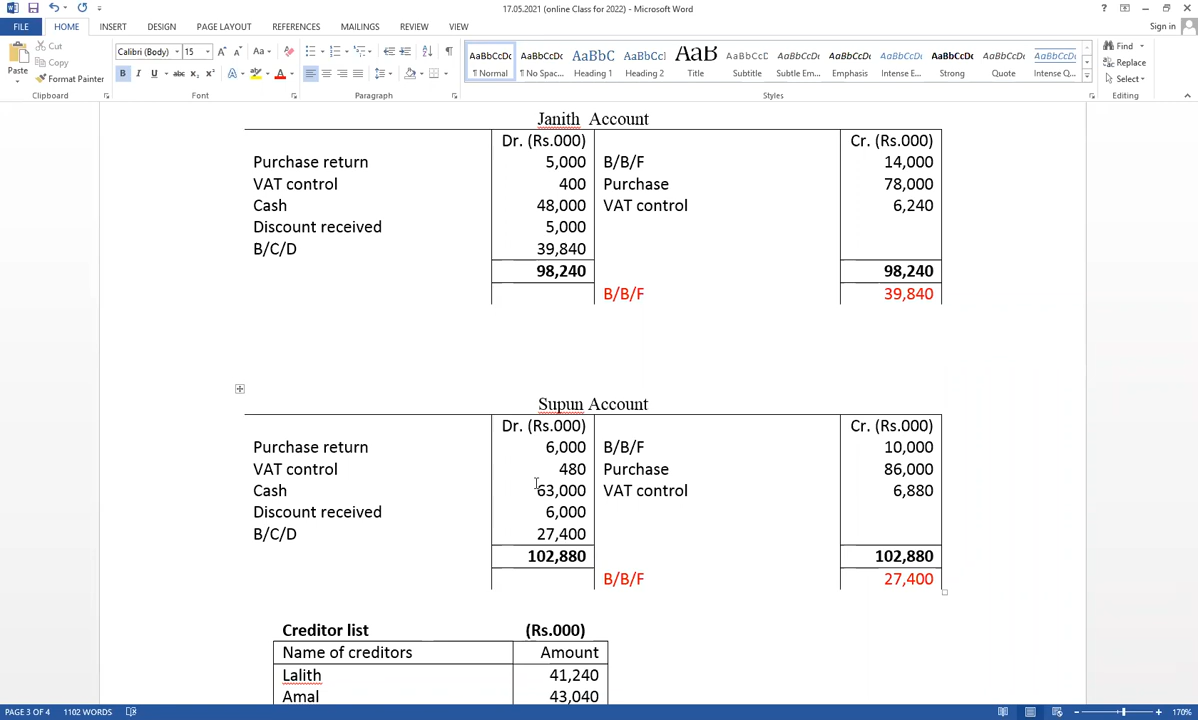 17.05.2021 (online Class for 2022) - Microsoft Word
Sign in
FILE HOME INSERT DESIGN PAGE LAYOUT REFERENCES MAILINGS REVIEW VIEW
Paste
Cut
Copy
Format Painter
Clipboard
Calibri (Body) 15
Font
Paragraph
AaBbCcDc AaBbCcDc AaBbC AaBbCcI AaB AaBbCcC AaBbCcDc AaBbCcDc AaBbCcDc AaBbCcDc AaBbCcDc
¶ Normal ¶ No Spac... Heading 1 Heading 2 Title Subtitle Subtle Em... Emphasis Intense E... Strong Quote Intense Q...
Styles
Find
Replace
Select
Editing
Janith Account
Dr. (Rs.000) Cr. (Rs.000)
Purchase return 5,000 B/B/F 14,000
VAT control 400 Purchase 78,000
Cash 48,000 VAT control 6,240
Discount received 5,000
B/C/D 39,840
98,240 98,240
B/B/F 39,840
Supun Account
Dr. (Rs.000) Cr. (Rs.000)
Purchase return 6,000 B/B/F 10,000
VAT control 480 Purchase 86,000
Cash 63,000 VAT control 6,880
Discount received 6,000
B/C/D 27,400
102,880 102,880
B/B/F 27,400
Creditor list (Rs.000)
Name of creditors Amount
Lalith 41,240
Amal 43,040
PAGE 3 OF 4 1102 WORDS 170%